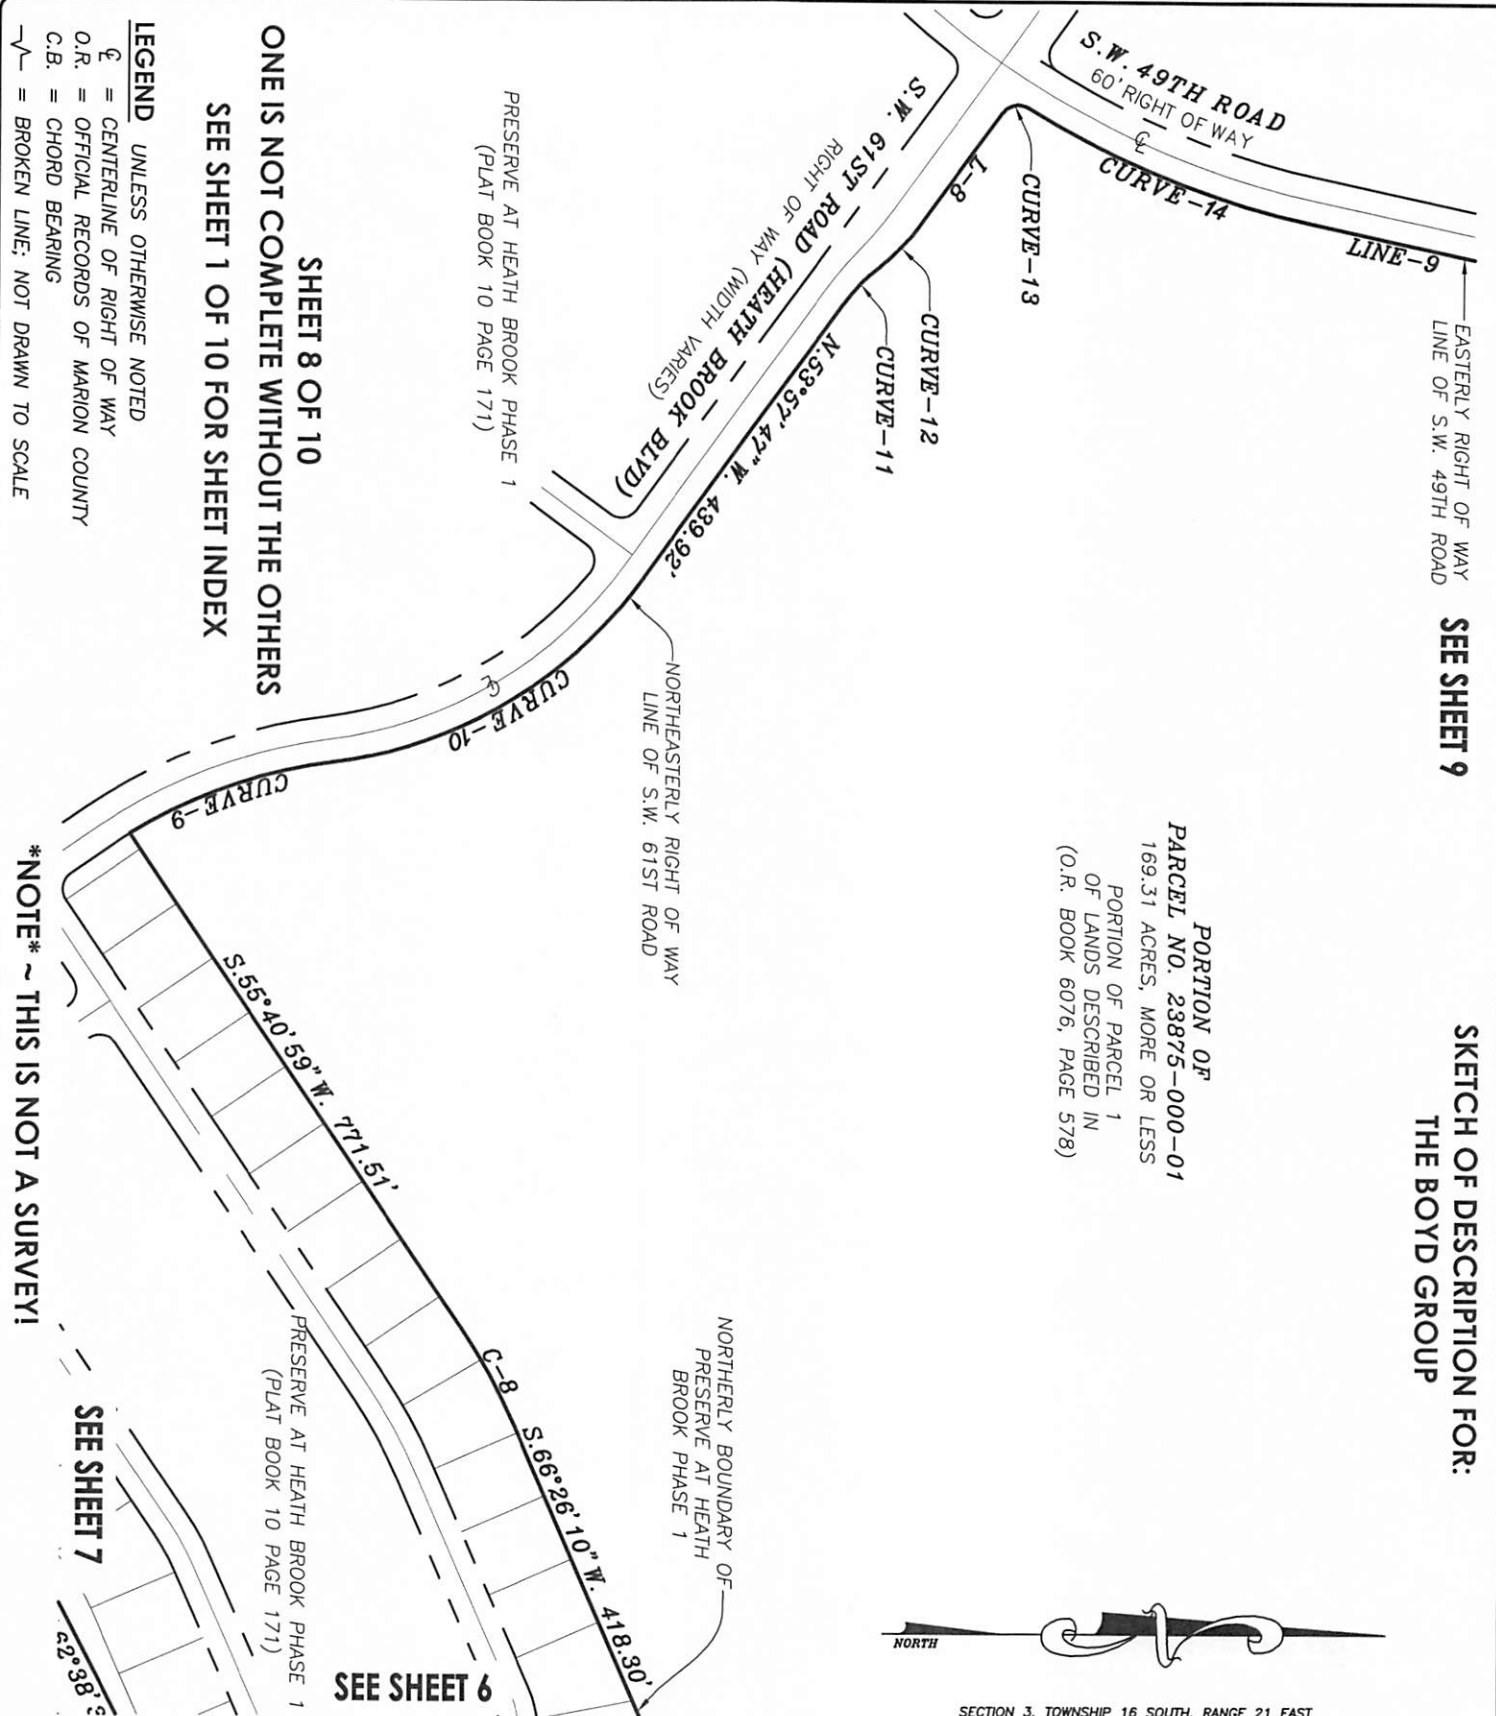 SKETCH OF DESCRIPTION FOR:
THE BOYD GROUP
SEE SHEET 9
EASTERLY RIGHT OF WAY
LINE OF S.W. 49TH ROAD
S.W. 49TH ROAD
60' RIGHT OF WAY
℄
CURVE-14
LINE-9
CURVE-13
L-8
CURVE-12
CURVE-11
S.W. 61ST ROAD (HEATH BROOK BLVD)
RIGHT OF WAY (WIDTH VARIES)
N.53°57'47"W. 439.92'
PORTION OF
PARCEL NO. 23875-000-01
169.31 ACRES, MORE OR LESS
PORTION OF PARCEL 1
OF LANDS DESCRIBED IN
(O.R. BOOK 6076, PAGE 578)
NORTHEASTERLY RIGHT OF WAY
LINE OF S.W. 61ST ROAD
PRESERVE AT HEATH BROOK PHASE 1
(PLAT BOOK 10 PAGE 171)
℄
CURVE-10
CURVE-9
S.55°40'59"W. 771.51'
C-8
S.66°26'10"W. 418.30'
NORTHERLY BOUNDARY OF
PRESERVE AT HEATH
BROOK PHASE 1
PRESERVE AT HEATH BROOK PHASE 1
(PLAT BOOK 10 PAGE 171)
SEE SHEET 6
SEE SHEET 7
62°38'
NORTH
SECTION 3, TOWNSHIP 16 SOUTH, RANGE 21 EAST
SHEET 8 OF 10
ONE IS NOT COMPLETE WITHOUT THE OTHERS
SEE SHEET 1 OF 10 FOR SHEET INDEX
LEGEND UNLESS OTHERWISE NOTED
℄ = CENTERLINE OF RIGHT OF WAY
O.R. = OFFICIAL RECORDS OF MARION COUNTY
C.B. = CHORD BEARING
= BROKEN LINE; NOT DRAWN TO SCALE
*NOTE* ~ THIS IS NOT A SURVEY!